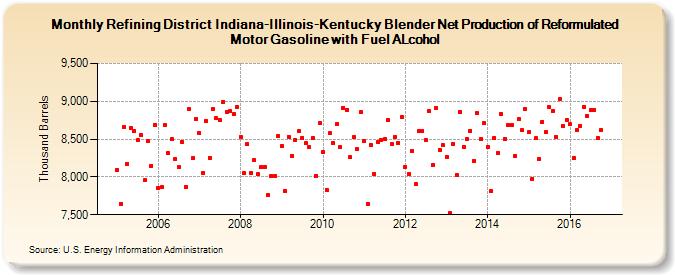 Monthly Refining District Indiana-Illinois-Kentucky Blender Net Production of Reformulated
Motor Gasoline with Fuel ALcohol
Thousand Barrels
9,500
9,000
8,500
8,000
7,500
2006 2008 2010 2012 2014 2016
Source: U.S. Energy Information Administration